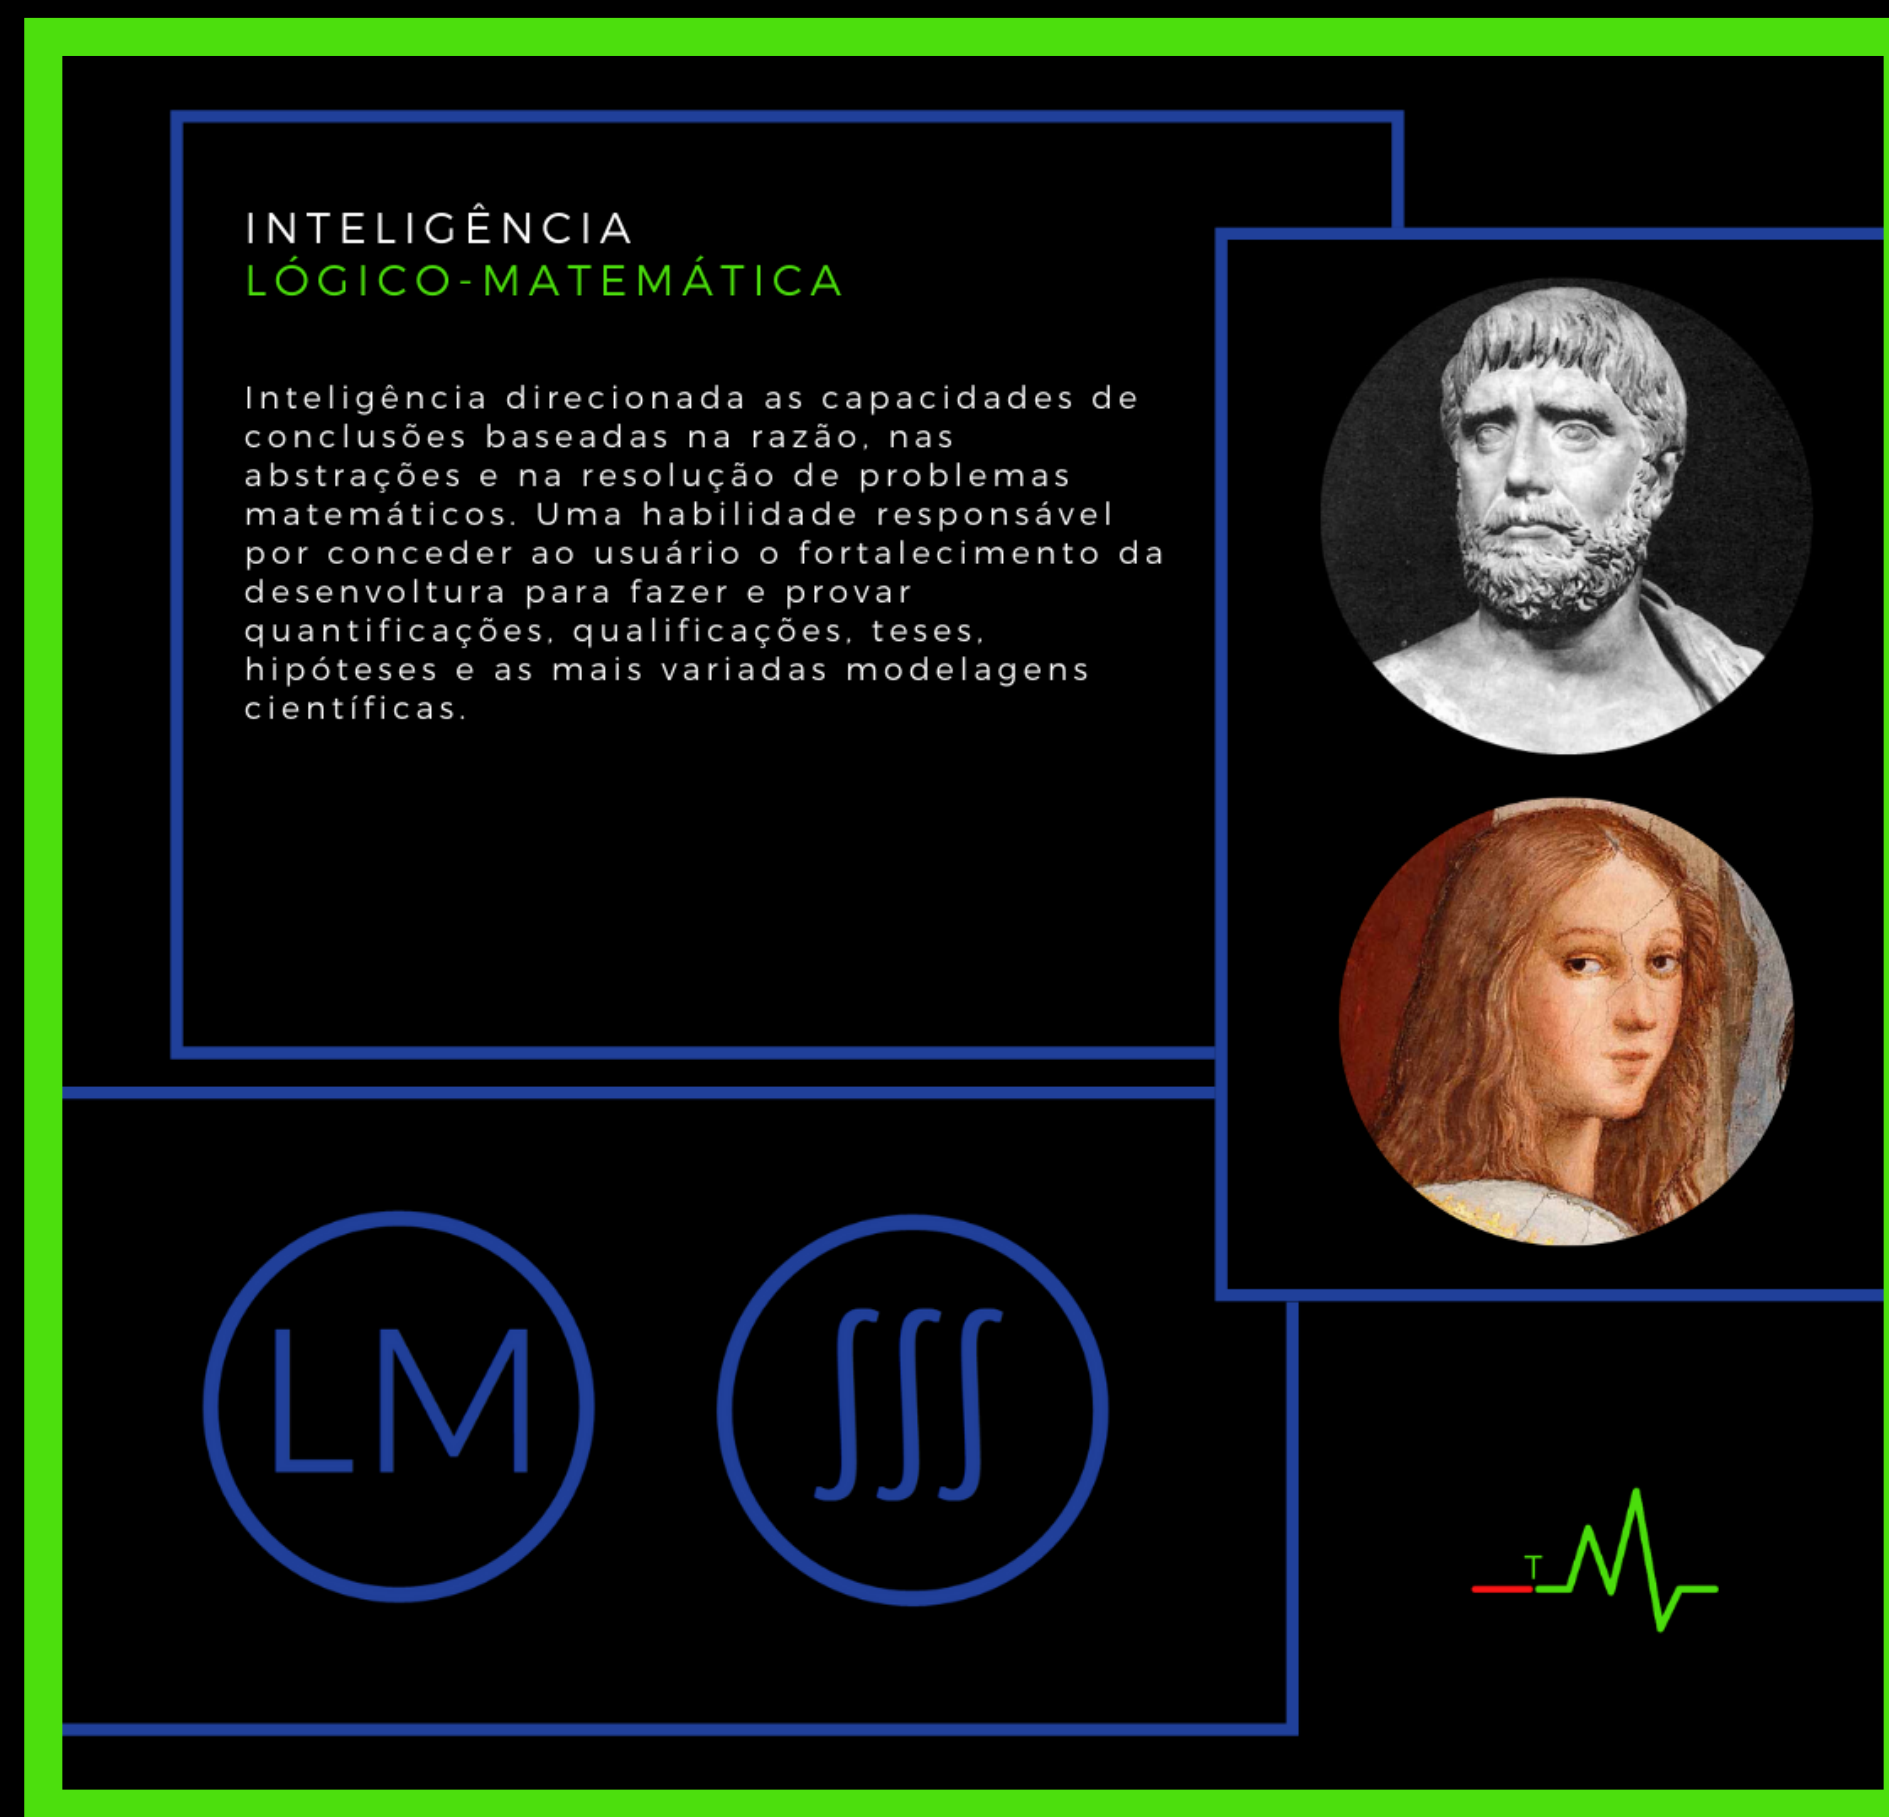 INTELIGÊNCIA
LÓGICO-MATEMÁTICA
Inteligência direcionada as capacidades de
conclusões baseadas na razão, nas
abstrações e na resolução de problemas
matemáticos. Uma habilidade responsável
por conceder ao usuário o fortalecimento da
desenvoltura para fazer e provar
quantificações, qualificações, teses,
hipóteses e as mais variadas modelagens
científicas.
LM
∫∫∫
T